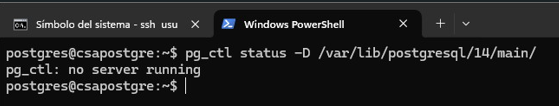 Símbolo del sistema - ssh usu
Windows PowerShell
postgres@csapostgre:~$ pg_ctl status -D /var/lib/postgresql/14/main/
pg_ctl: no server running
postgres@csapostgre:~$